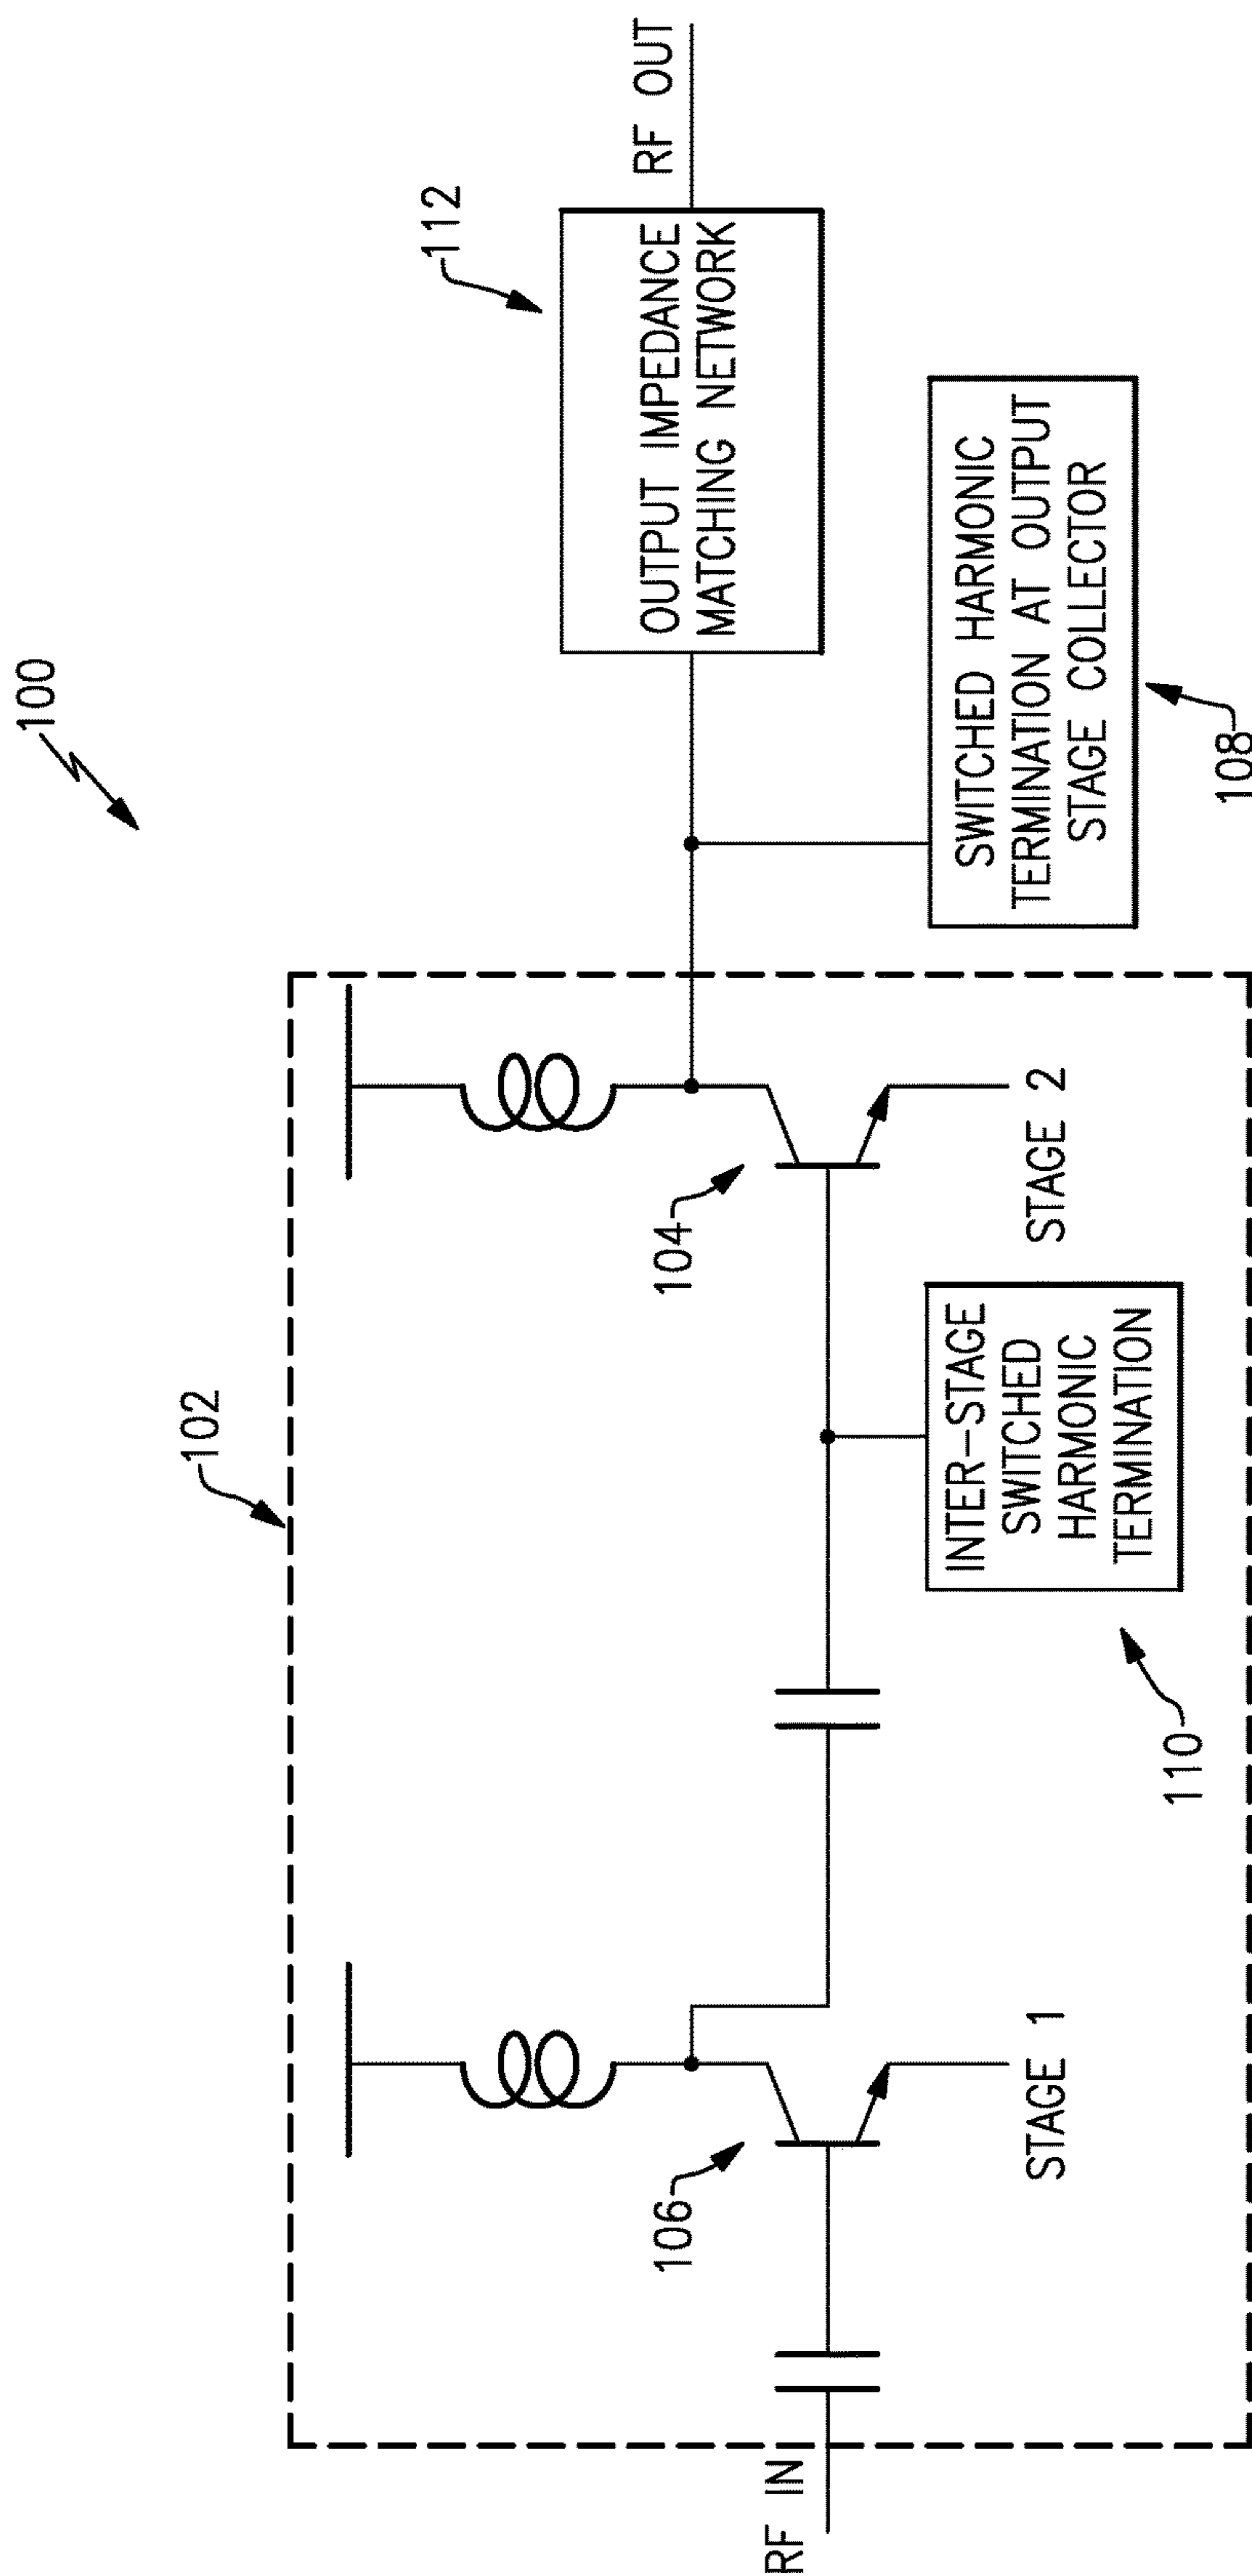 100
102
112
RF OUT
OUTPUT IMPEDANCE
MATCHING NETWORK
106
104
SWITCHED HARMONIC
TERMINATION AT OUTPUT
STAGE COLLECTOR
108
RF IN
INTER-STAGE
SWITCHED
HARMONIC
TERMINATION
STAGE 1
STAGE 2
110